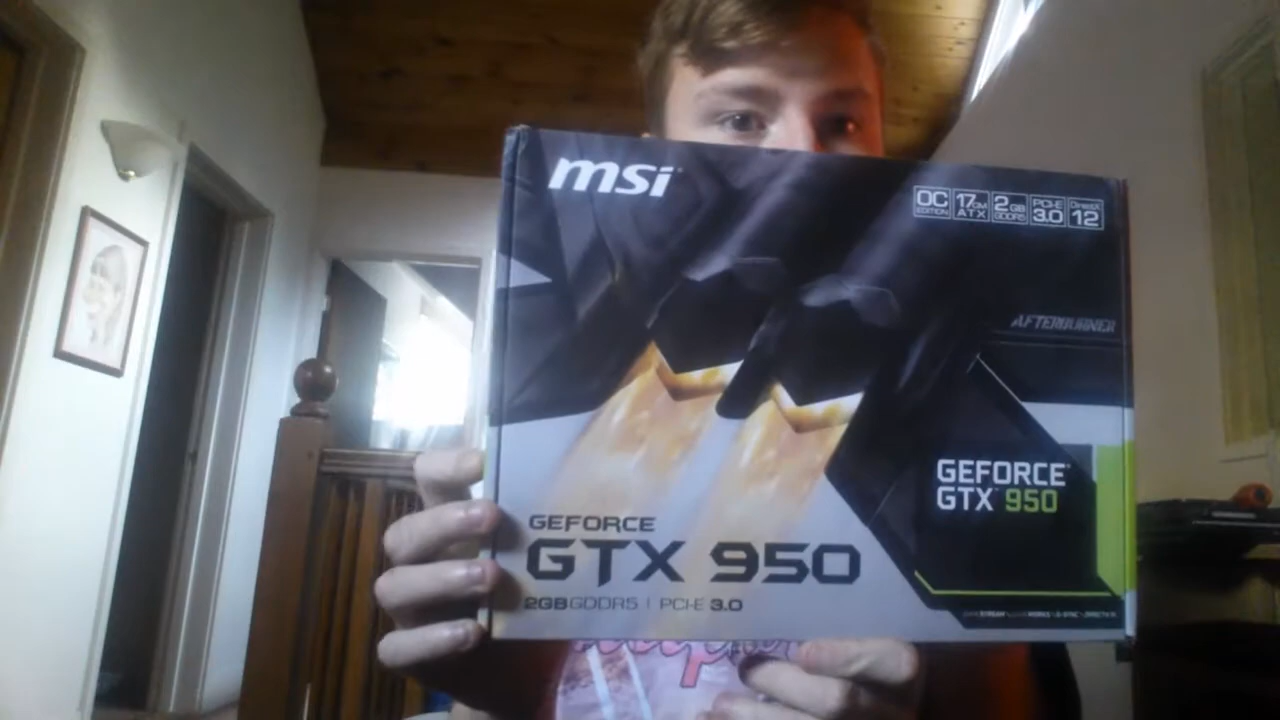 msi
OC EDITION 17CM ATX 2GB GDDR5 PCI-E 3.0 DirectX 12
AFTERBURNER
GEFORCE
GTX 950
GEFORCE
GTX 950
2GB GDDR5 | PCI-E 3.0